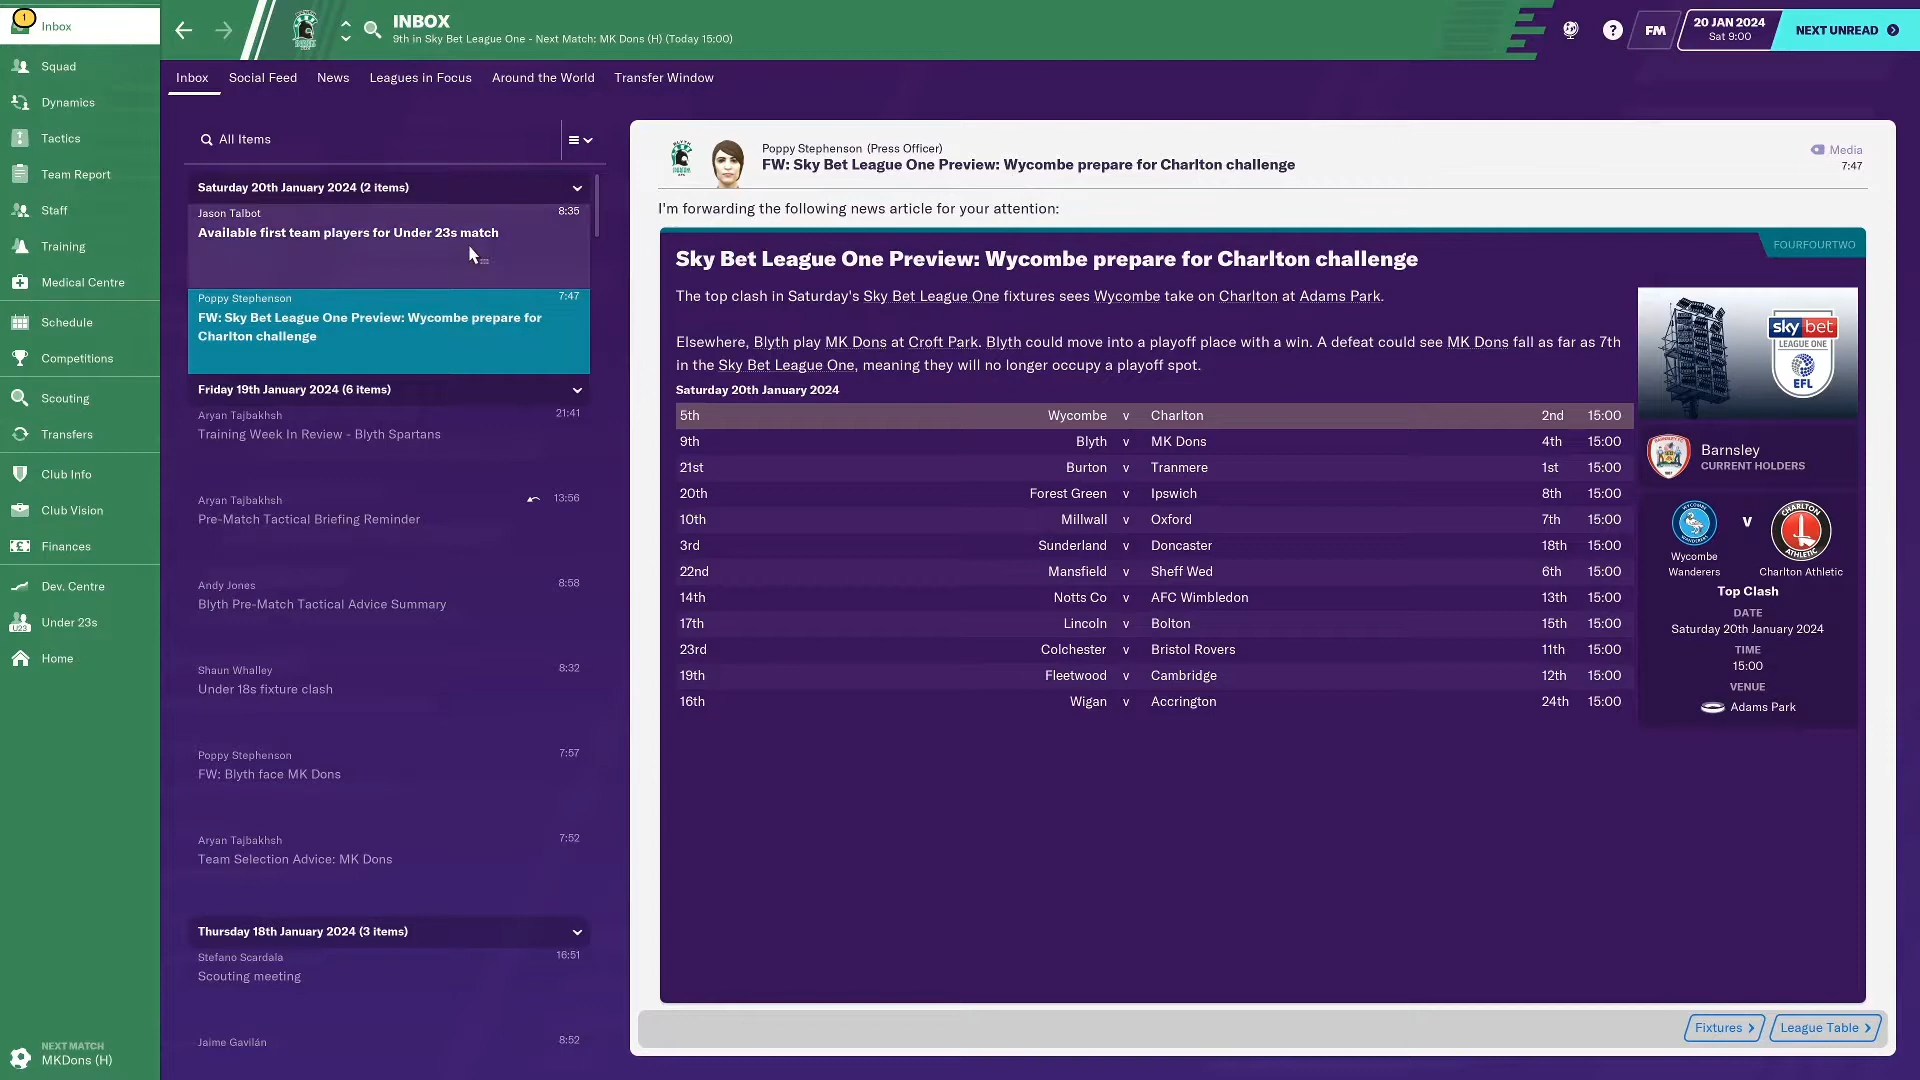 1
Inbox
Squad
Dynamics
Tactics
Team Report
Staff
Training
Medical Centre
Schedule
Competitions
Scouting
Transfers
Club Info
Club Vision
Finances
Dev. Centre
U23
Under 23s
Home
NEXT MATCH
MKDons (H)
INBOX
9th in Sky Bet League One - Next Match: MK Dons (H) (Today 15:00)
?
FM
20 JAN 2024
Sat 9:00
NEXT UNREAD
Inbox Social Feed News Leagues in Focus Around the World Transfer Window
All Items
Saturday 20th January 2024 (2 items)
Jason Talbot 8:35
Available first team players for Under 23s match
Poppy Stephenson 7:47
FW: Sky Bet League One Preview: Wycombe prepare for
Charlton challenge
Friday 19th January 2024 (6 items)
Aryan Tajbakhsh 21:41
Training Week In Review - Blyth Spartans
Aryan Tajbakhsh 13:56
Pre-Match Tactical Briefing Reminder
Andy Jones 8:58
Blyth Pre-Match Tactical Advice Summary
Shaun Whalley 8:32
Under 18s fixture clash
Poppy Stephenson 7:57
FW: Blyth face MK Dons
Aryan Tajbakhsh 7:52
Team Selection Advice: MK Dons
Thursday 18th January 2024 (3 items)
Stefano Scardala 16:51
Scouting meeting
Jaime Gavilán 8:52
Poppy Stephenson (Press Officer)
FW: Sky Bet League One Preview: Wycombe prepare for Charlton challenge
Media
7:47
I'm forwarding the following news article for your attention:
FOURFOURTWO
Sky Bet League One Preview: Wycombe prepare for Charlton challenge
The top clash in Saturday's Sky Bet League One fixtures sees Wycombe take on Charlton at Adams Park.
Elsewhere, Blyth play MK Dons at Croft Park. Blyth could move into a playoff place with a win. A defeat could see MK Dons fall as far as 7th
in the Sky Bet League One, meaning they will no longer occupy a playoff spot.
Saturday 20th January 2024
5th Wycombe v Charlton 2nd 15:00
9th Blyth v MK Dons 4th 15:00
21st Burton v Tranmere 1st 15:00
20th Forest Green v Ipswich 8th 15:00
10th Millwall v Oxford 7th 15:00
3rd Sunderland v Doncaster 18th 15:00
22nd Mansfield v Sheff Wed 6th 15:00
14th Notts Co v AFC Wimbledon 13th 15:00
17th Lincoln v Bolton 15th 15:00
23rd Colchester v Bristol Rovers 11th 15:00
19th Fleetwood v Cambridge 12th 15:00
16th Wigan v Accrington 24th 15:00
sky bet
LEAGUE ONE
EFL
Barnsley
CURRENT HOLDERS
v
Wycombe
Wanderers
Charlton Athletic
Top Clash
DATE
Saturday 20th January 2024
TIME
15:00
VENUE
Adams Park
Fixtures
League Table